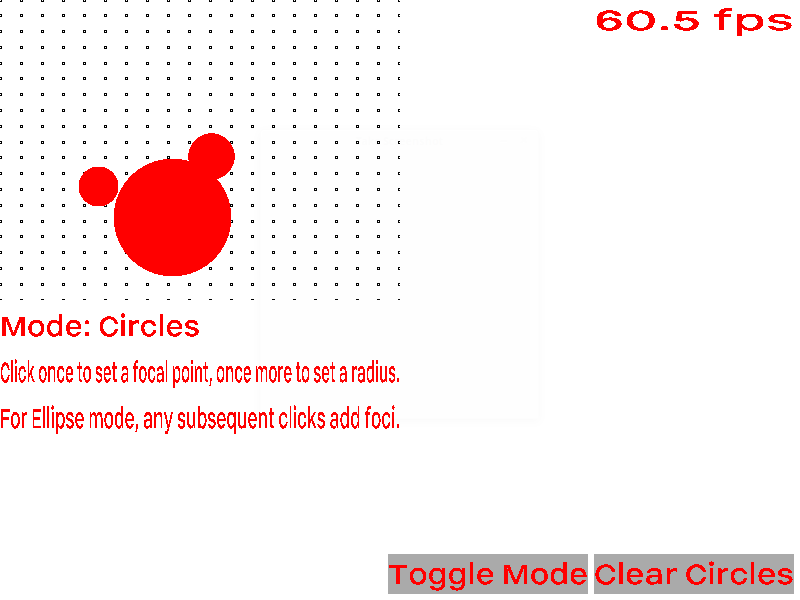 60.5 fps
Mode: Circles
Click once to set a focal point, once more to set a radius.
For Ellipse mode, any subsequent clicks add foci.
Toggle Mode
Clear Circles